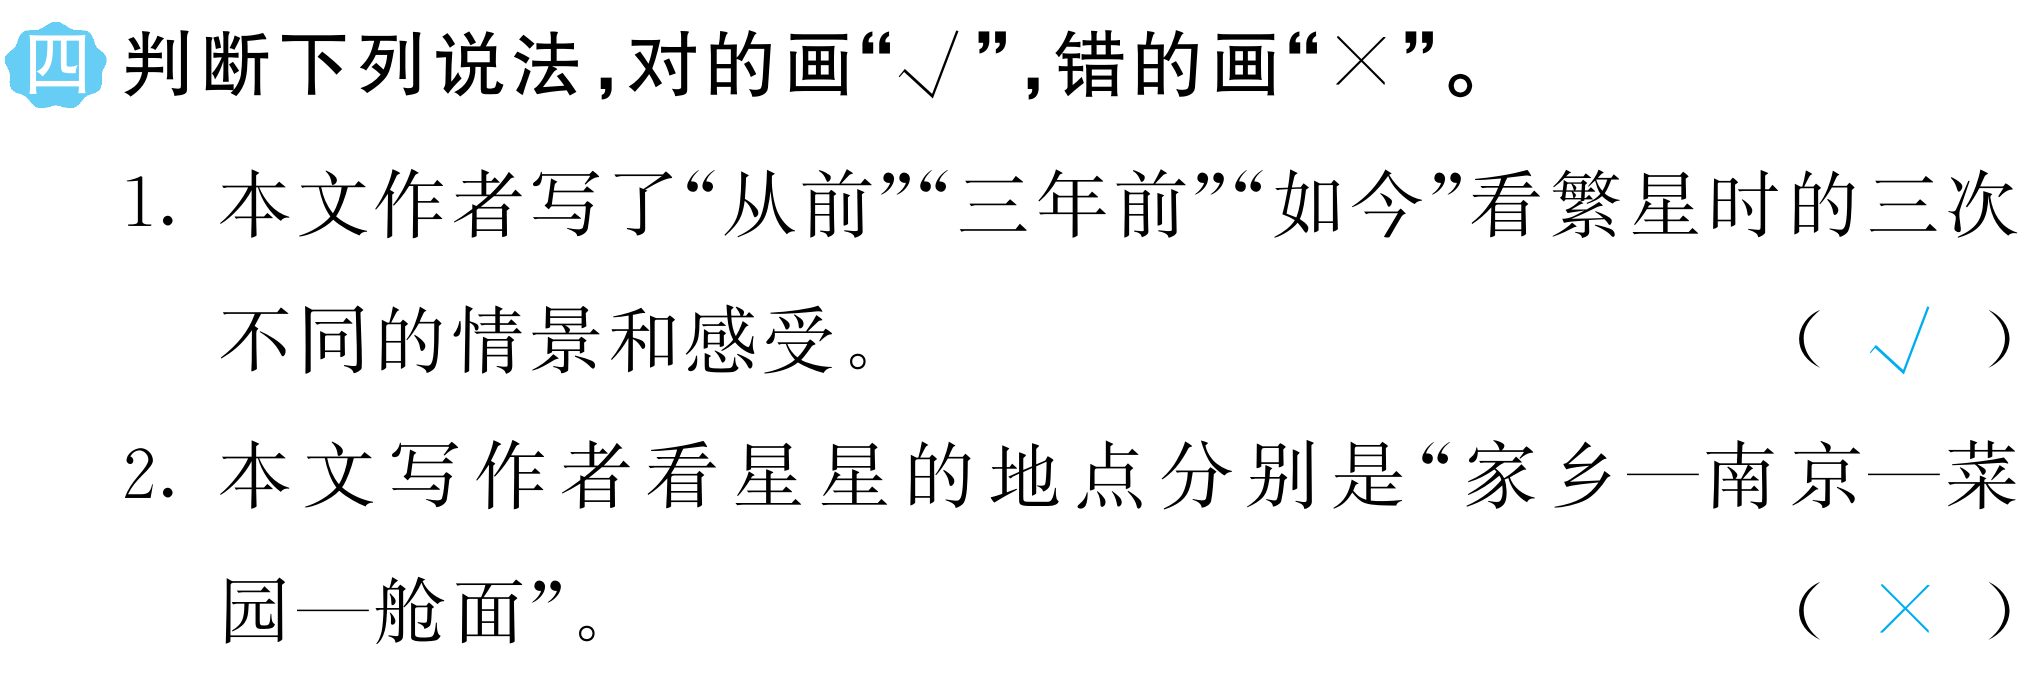 四 判断下列说法,对的画“√”,错的画“×”。
1. 本文作者写了“从前”“三年前”“如今”看繁星时的三次
不同的情景和感受。 ( √ )
2. 本文写作者看星星的地点分别是“家乡—南京—菜
园—舱面”。 ( × )